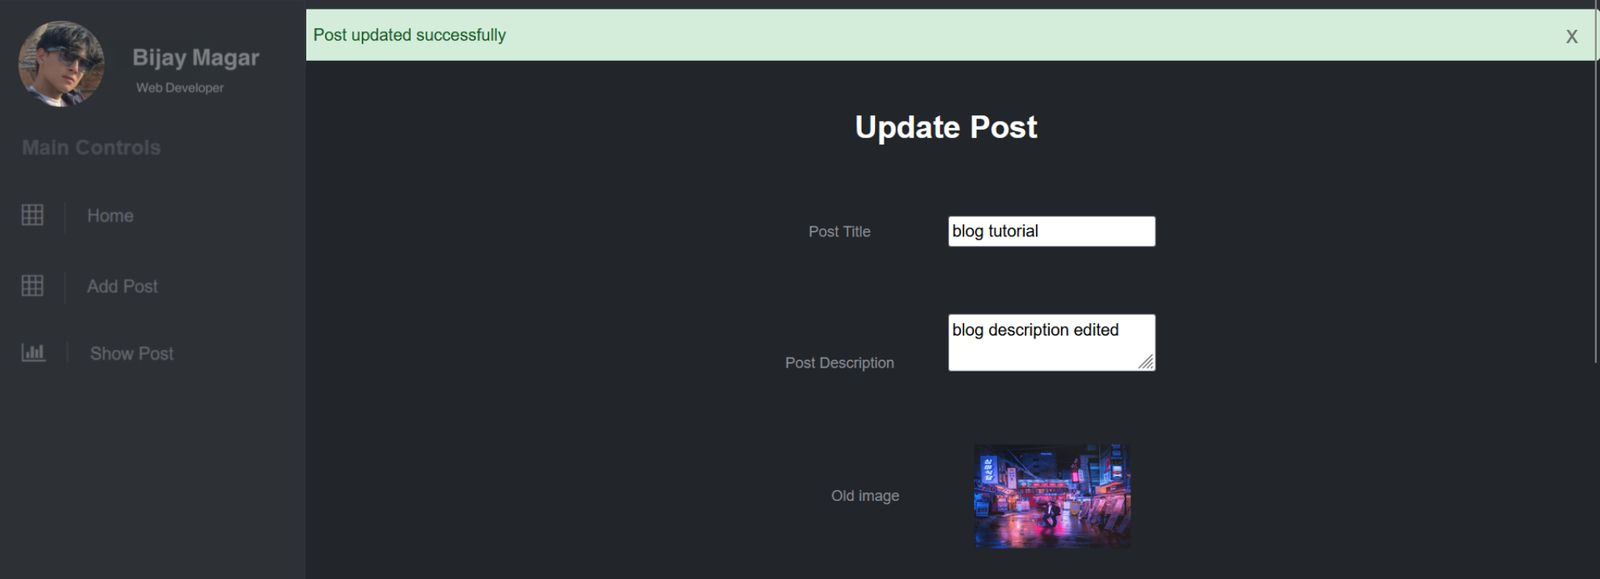 Bijay Magar
Web Developer
Main Controls
Home
Add Post
Show Post
Post updated successfully
X
Update Post
Post Title
blog tutorial
Post Description
blog description edited
Old image